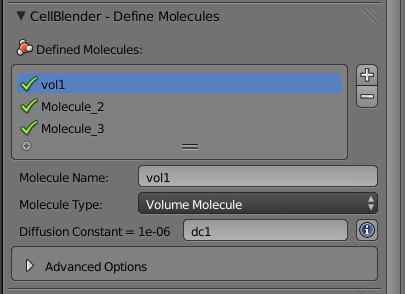 CellBlender - Define Molecules
Defined Molecules:
vol1
Molecule_2
Molecule_3
Molecule Name: vol1
Molecule Type: Volume Molecule
Diffusion Constant = 1e-06 dc1
Advanced Options